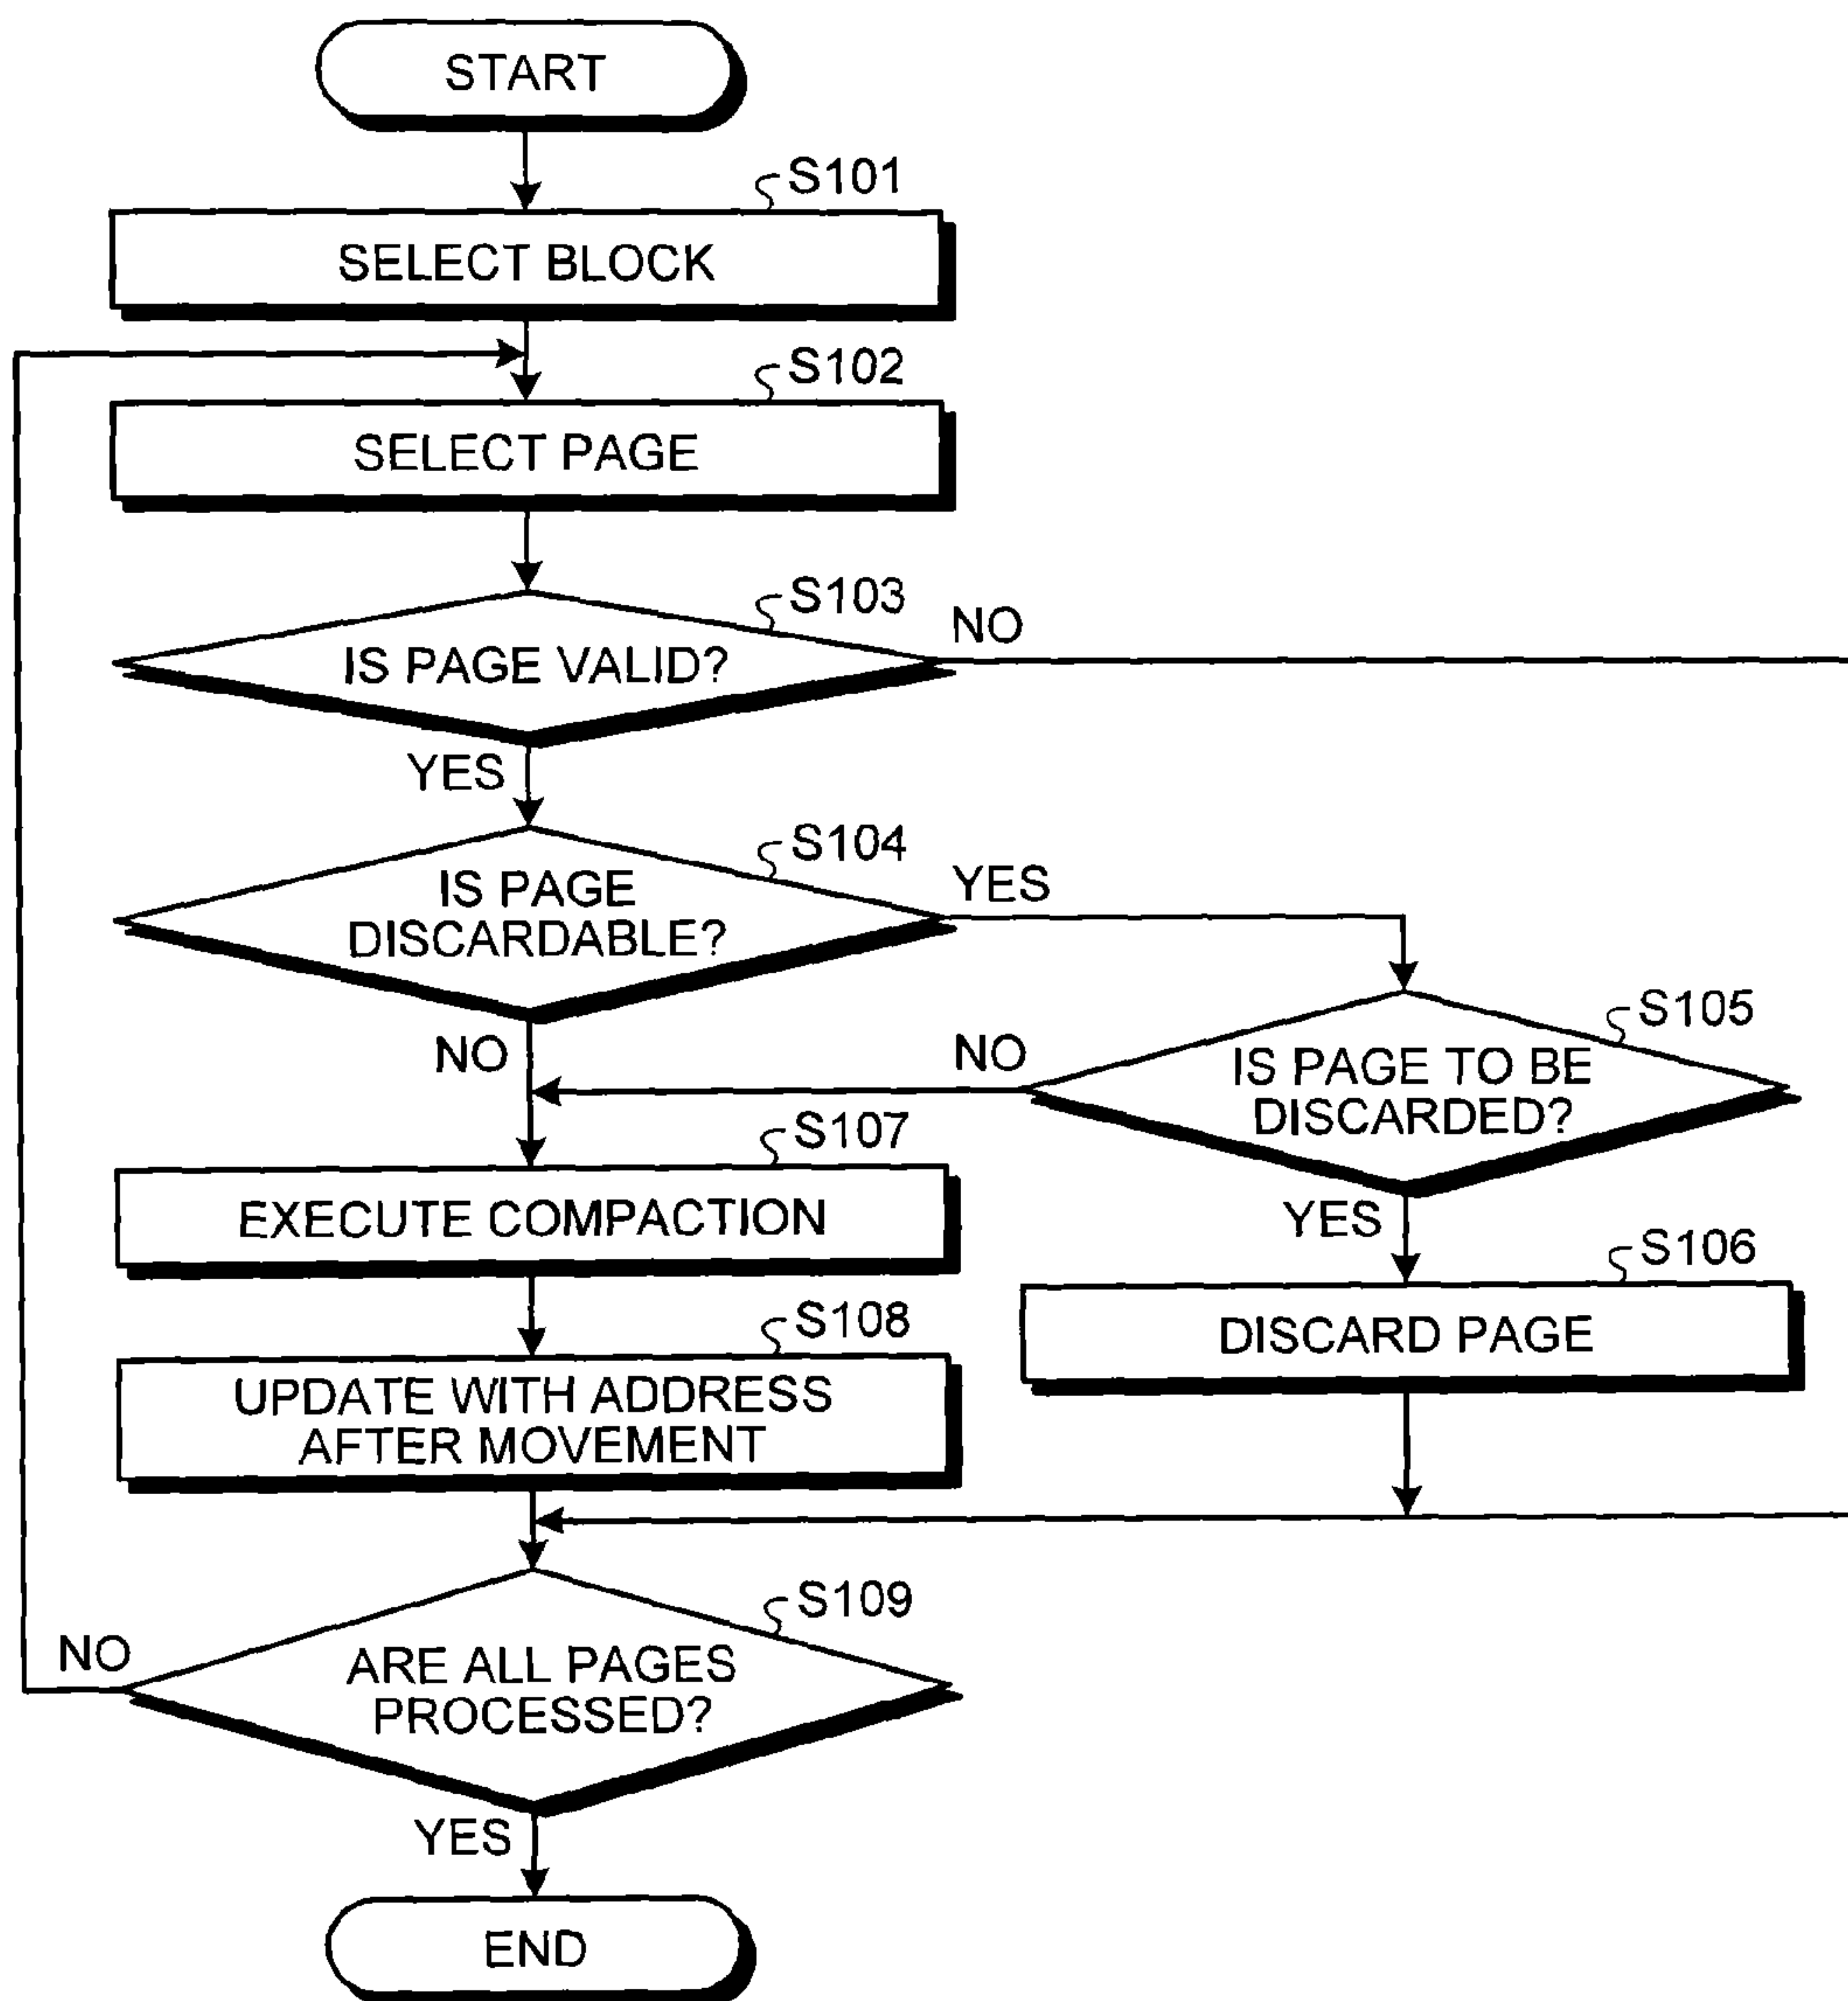 START
S101
SELECT BLOCK
S102
SELECT PAGE
S103
NO
IS PAGE VALID?
YES
S104
YES
IS PAGE
DISCARDABLE?
S105
NO
NO
IS PAGE TO BE
DISCARDED?
S107
EXECUTE COMPACTION
YES
S106
DISCARD PAGE
S108
UPDATE WITH ADDRESS
AFTER MOVEMENT
S109
NO
ARE ALL PAGES
PROCESSED?
YES
END